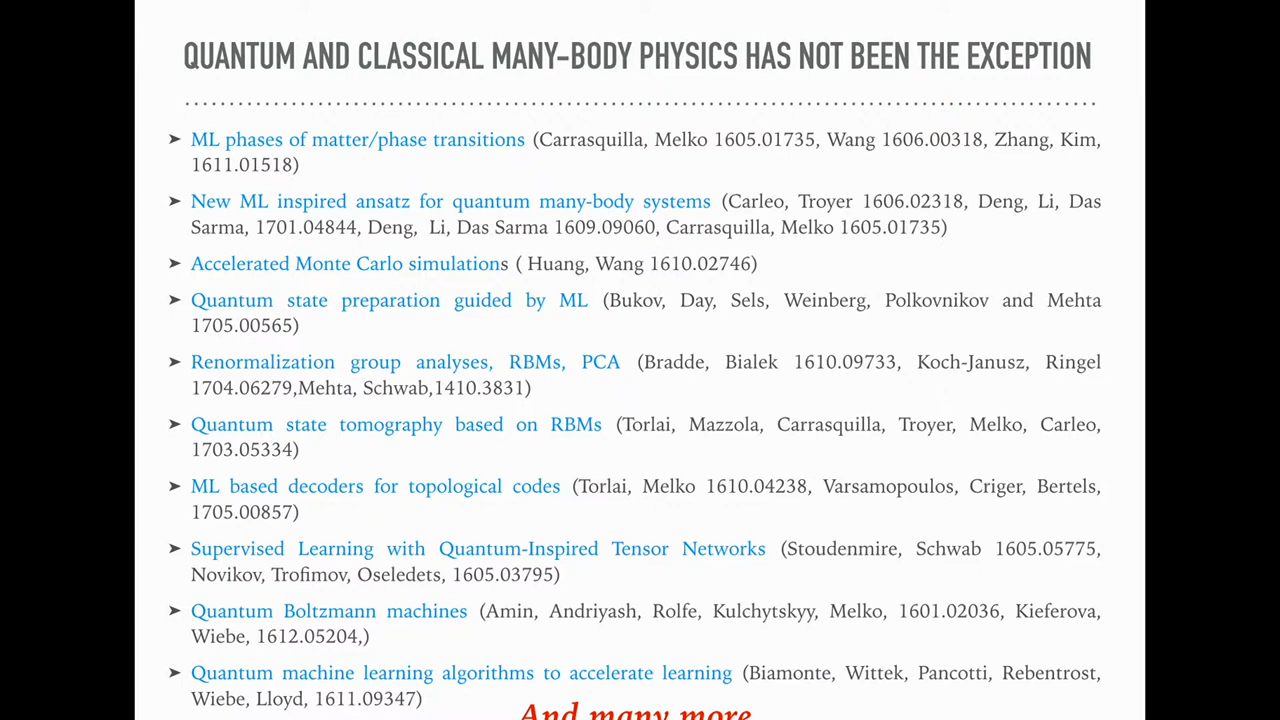 QUANTUM AND CLASSICAL MANY-BODY PHYSICS HAS NOT BEEN THE EXCEPTION
➤ ML phases of matter/phase transitions (Carrasquilla, Melko 1605.01735, Wang 1606.00318, Zhang, Kim,
1611.01518)
➤ New ML inspired ansatz for quantum many-body systems (Carleo, Troyer 1606.02318, Deng, Li, Das
Sarma, 1701.04844, Deng, Li, Das Sarma 1609.09060, Carrasquilla, Melko 1605.01735)
➤ Accelerated Monte Carlo simulations ( Huang, Wang 1610.02746)
➤ Quantum state preparation guided by ML (Bukov, Day, Sels, Weinberg, Polkovnikov and Mehta
1705.00565)
➤ Renormalization group analyses, RBMs, PCA (Bradde, Bialek 1610.09733, Koch-Janusz, Ringel
1704.06279,Mehta, Schwab,1410.3831)
➤ Quantum state tomography based on RBMs (Torlai, Mazzola, Carrasquilla, Troyer, Melko, Carleo,
1703.05334)
➤ ML based decoders for topological codes (Torlai, Melko 1610.04238, Varsamopoulos, Criger, Bertels,
1705.00857)
➤ Supervised Learning with Quantum-Inspired Tensor Networks (Stoudenmire, Schwab 1605.05775,
Novikov, Trofimov, Oseledets, 1605.03795)
➤ Quantum Boltzmann machines (Amin, Andriyash, Rolfe, Kulchytskyy, Melko, 1601.02036, Kieferova,
Wiebe, 1612.05204,)
➤ Quantum machine learning algorithms to accelerate learning (Biamonte, Wittek, Pancotti, Rebentrost,
Wiebe, Lloyd, 1611.09347)
And many more